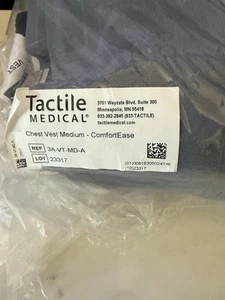 Tactile
MEDICAL
3701 Wayzata Blvd, Suite 300
Minneapolis, MN 55416
833-382-2845 (833-TACTILE)
tactilemedical.com
Chest Vest Medium - ComfortEase
REF 3A-VT-MD-A
LOT 23317
VEST